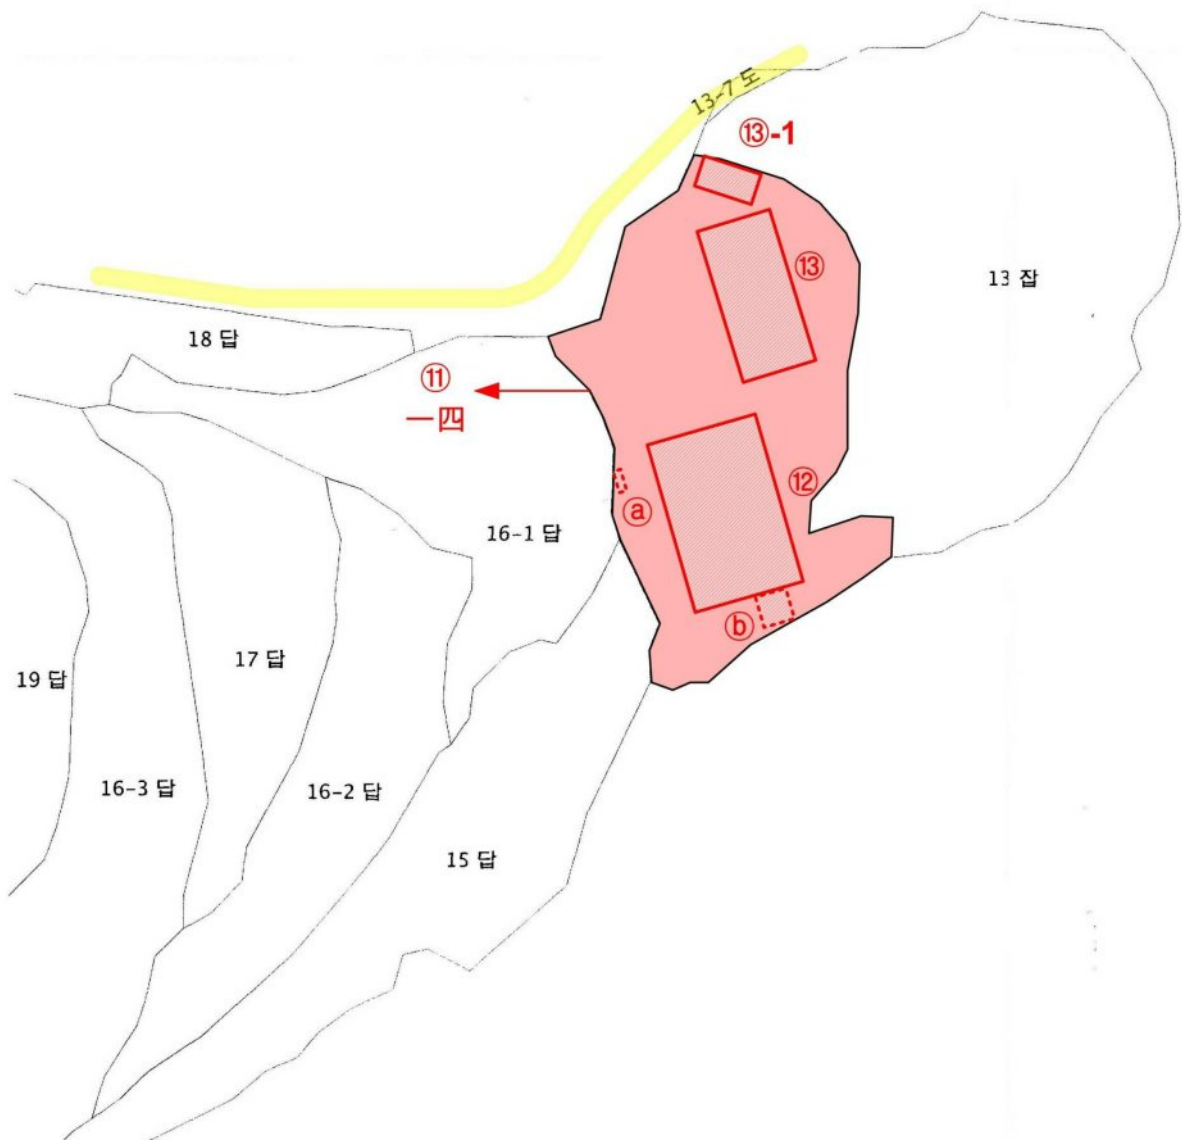 13-7 도
⑬-1
⑬
13 잡
18 답
⑪
一四
⑫
ⓐ
16-1 답
ⓑ
17 답
19 답
16-3 답
16-2 답
15 답